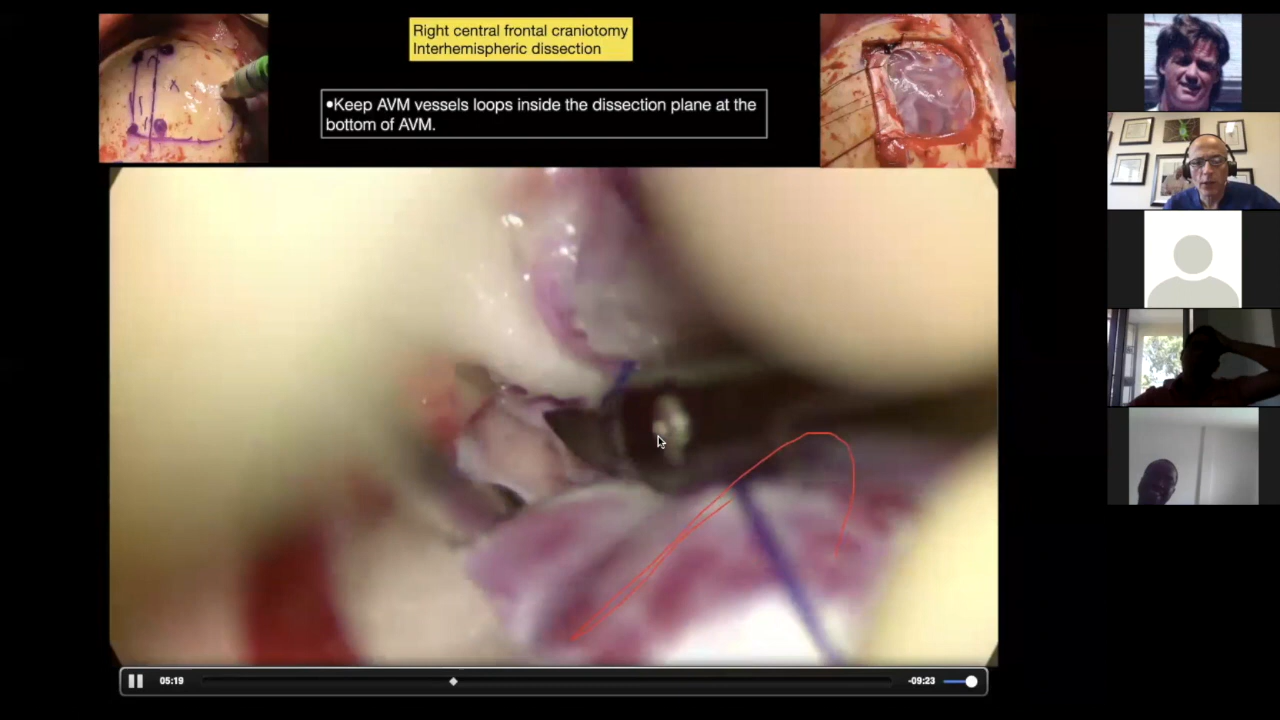 Right central frontal craniotomy
Interhemispheric dissection
•Keep AVM vessels loops inside the dissection plane at the
bottom of AVM.
05:19
-09:23